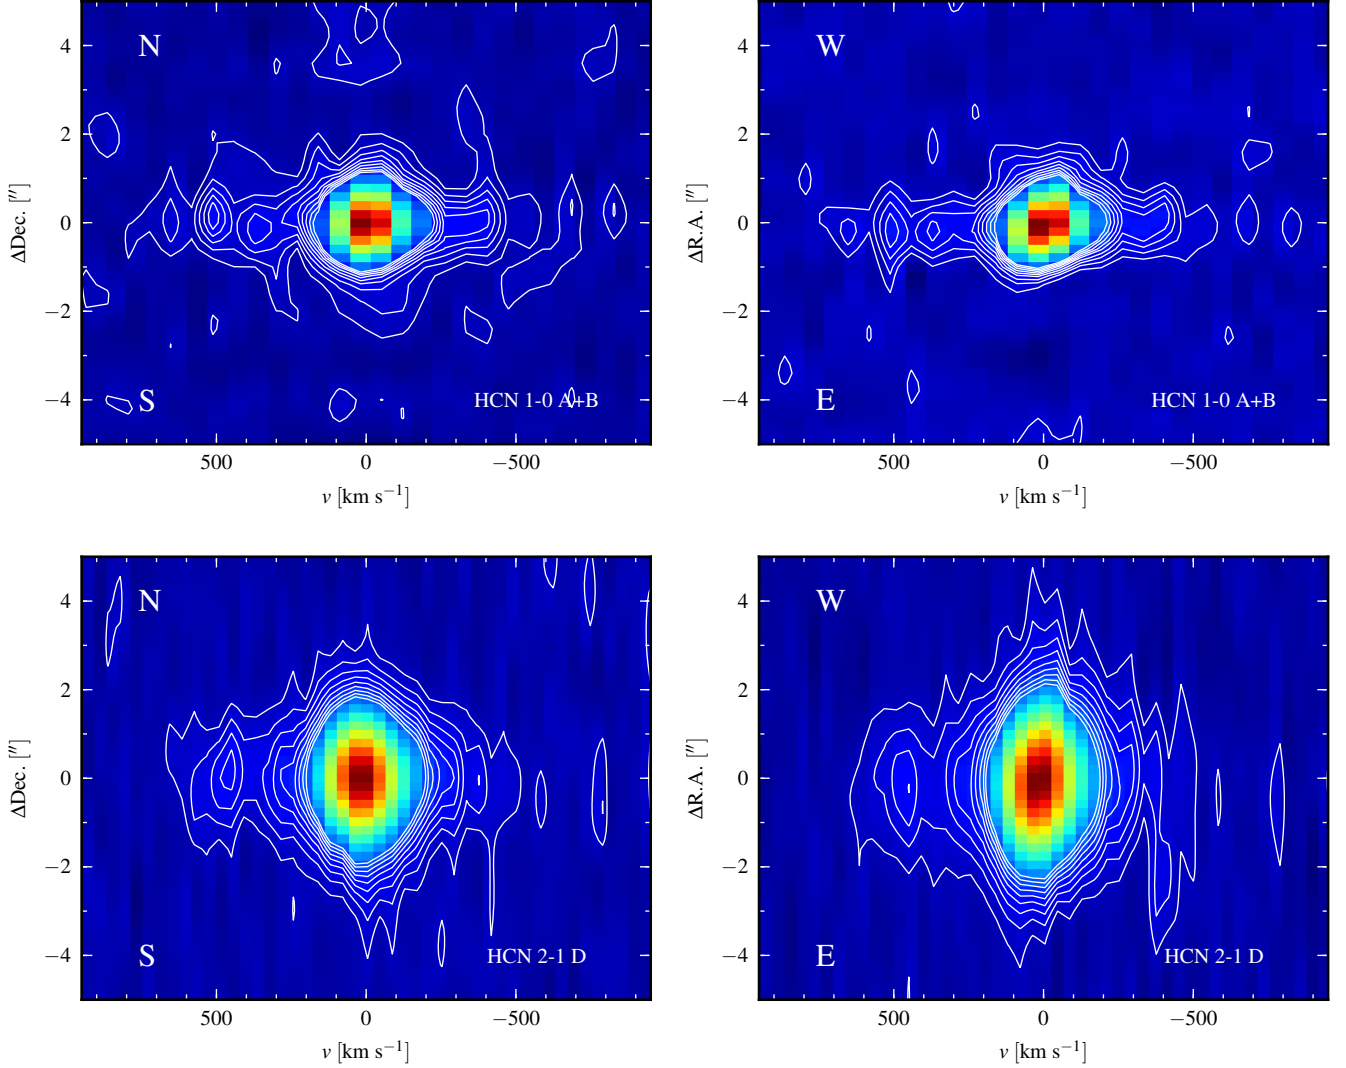 N
W
4
4
2
2
ΔDec. [″]
0
ΔR.A. [″]
0
−2
−2
−4
S
HCN 1-0 A+B
−4
E
HCN 1-0 A+B
500
0
−500
500
0
−500
v [km s⁻¹]
v [km s⁻¹]
N
W
4
4
2
2
ΔDec. [″]
0
ΔR.A. [″]
0
−2
−2
−4
S
HCN 2-1 D
−4
E
HCN 2-1 D
500
0
−500
500
0
−500
v [km s⁻¹]
v [km s⁻¹]